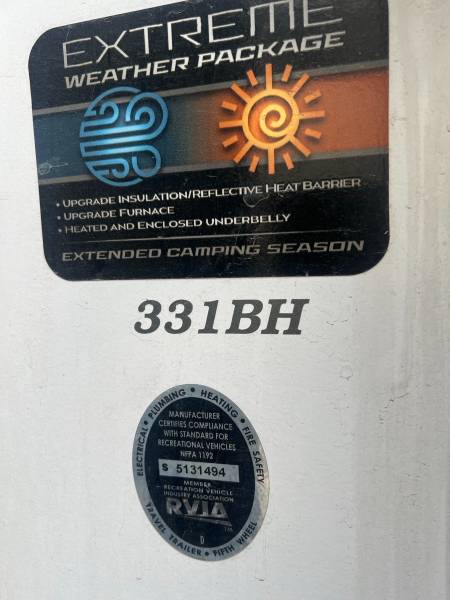 EXTREME
WEATHER PACKAGE
• UPGRADE INSULATION/REFLECTIVE HEAT BARRIER
• UPGRADE FURNACE
• HEATED AND ENCLOSED UNDERBELLY
EXTENDED CAMPING SEASON
331BH
ELECTRICAL • PLUMBING • HEATING • FIRE SAFETY
MANUFACTURER
CERTIFIES COMPLIANCE
WITH STANDARD FOR
RECREATIONAL VEHICLES
NFPA 1192
S 5131494
MEMBER
RECREATION VEHICLE
INDUSTRY ASSOCIATION
RVIA
TM
D
TRAVEL TRAILER • FIFTH WHEEL